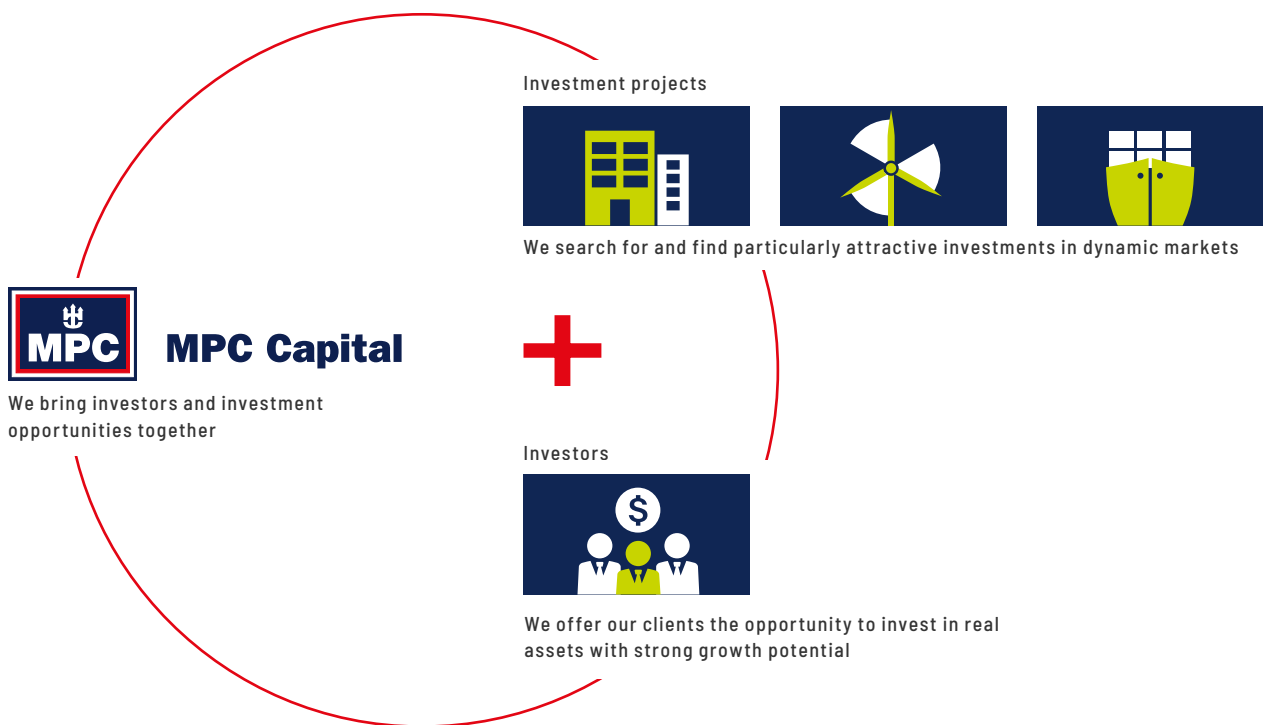 Investment projects
We search for and find particularly attractive investments in dynamic markets
MPC
MPC Capital
We bring investors and investment
opportunities together
Investors
$
We offer our clients the opportunity to invest in real
assets with strong growth potential